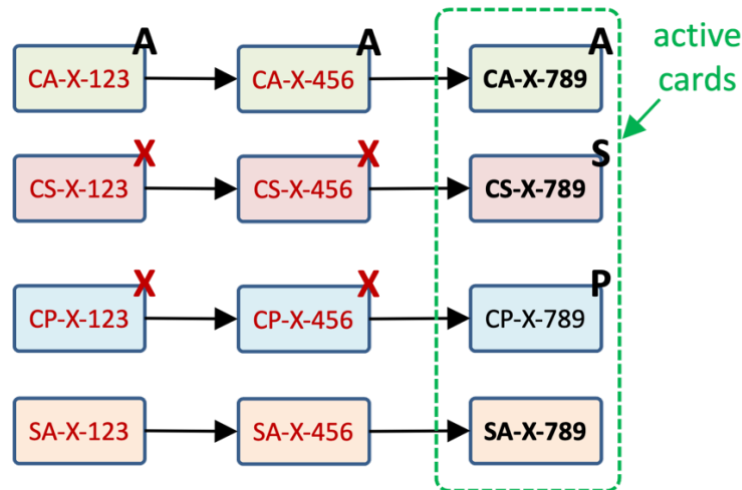 A A A active
cards
CA-X-123 CA-X-456 CA-X-789
X X S
CS-X-123 CS-X-456 CS-X-789
X X P
CP-X-123 CP-X-456 CP-X-789
SA-X-123 SA-X-456 SA-X-789